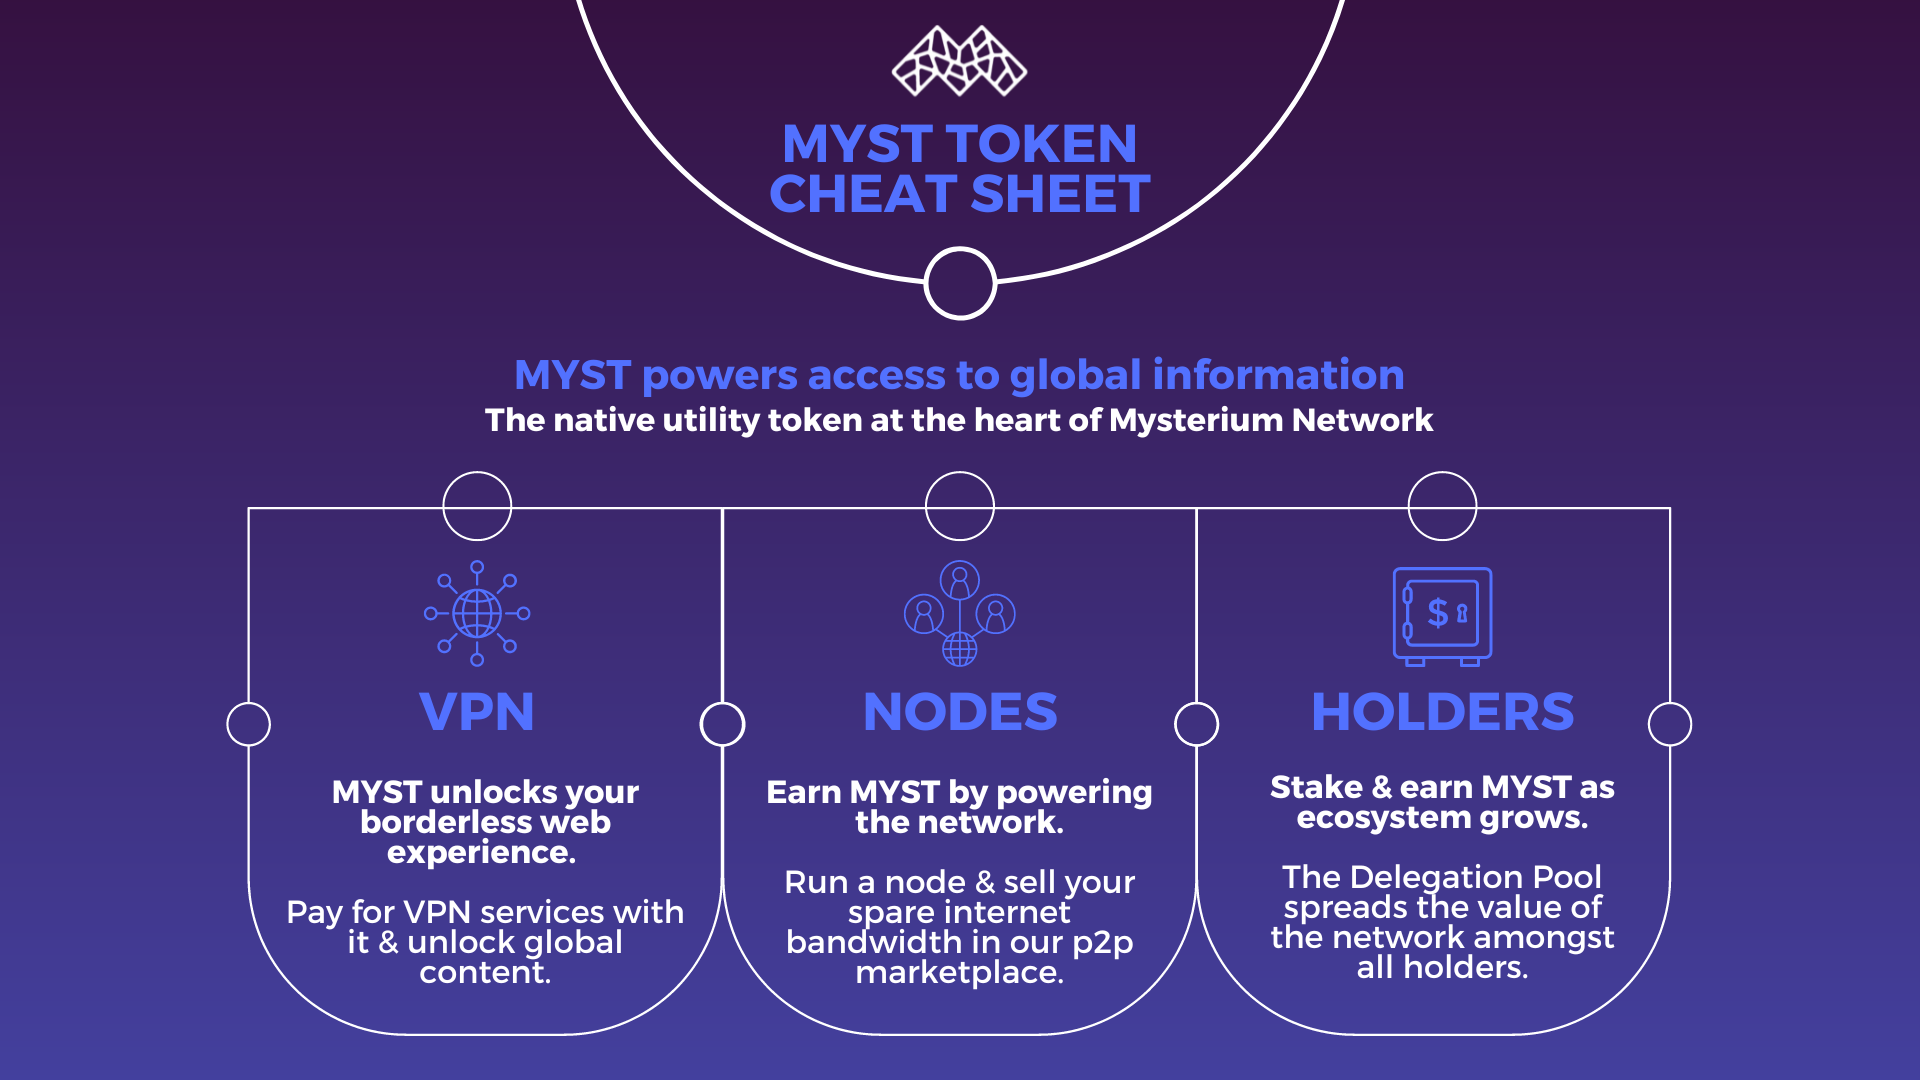 MYST TOKEN
CHEAT SHEET
MYST powers access to global information
The native utility token at the heart of Mysterium Network
VPN
MYST unlocks your
borderless web
experience.
Pay for VPN services with
it & unlock global
content.
NODES
Earn MYST by powering
the network.
Run a node & sell your
spare internet
bandwidth in our p2p
marketplace.
$
HOLDERS
Stake & earn MYST as
ecosystem grows.
The Delegation Pool
spreads the value of
the network amongst
all holders.